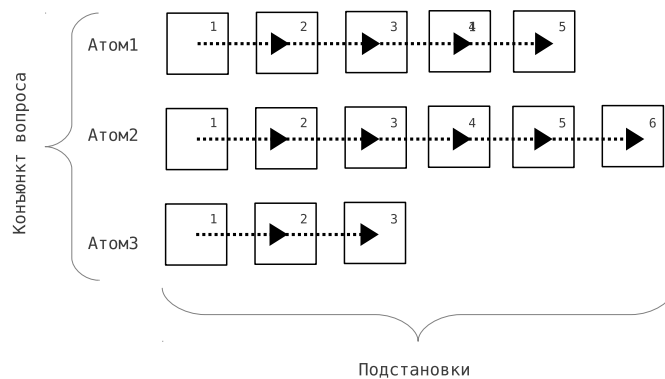 Конъюнкт вопроса
Атом1 1 2 3 4 5
Атом2 1 2 3 4 5 6
Атом3 1 2 3
Подстановки